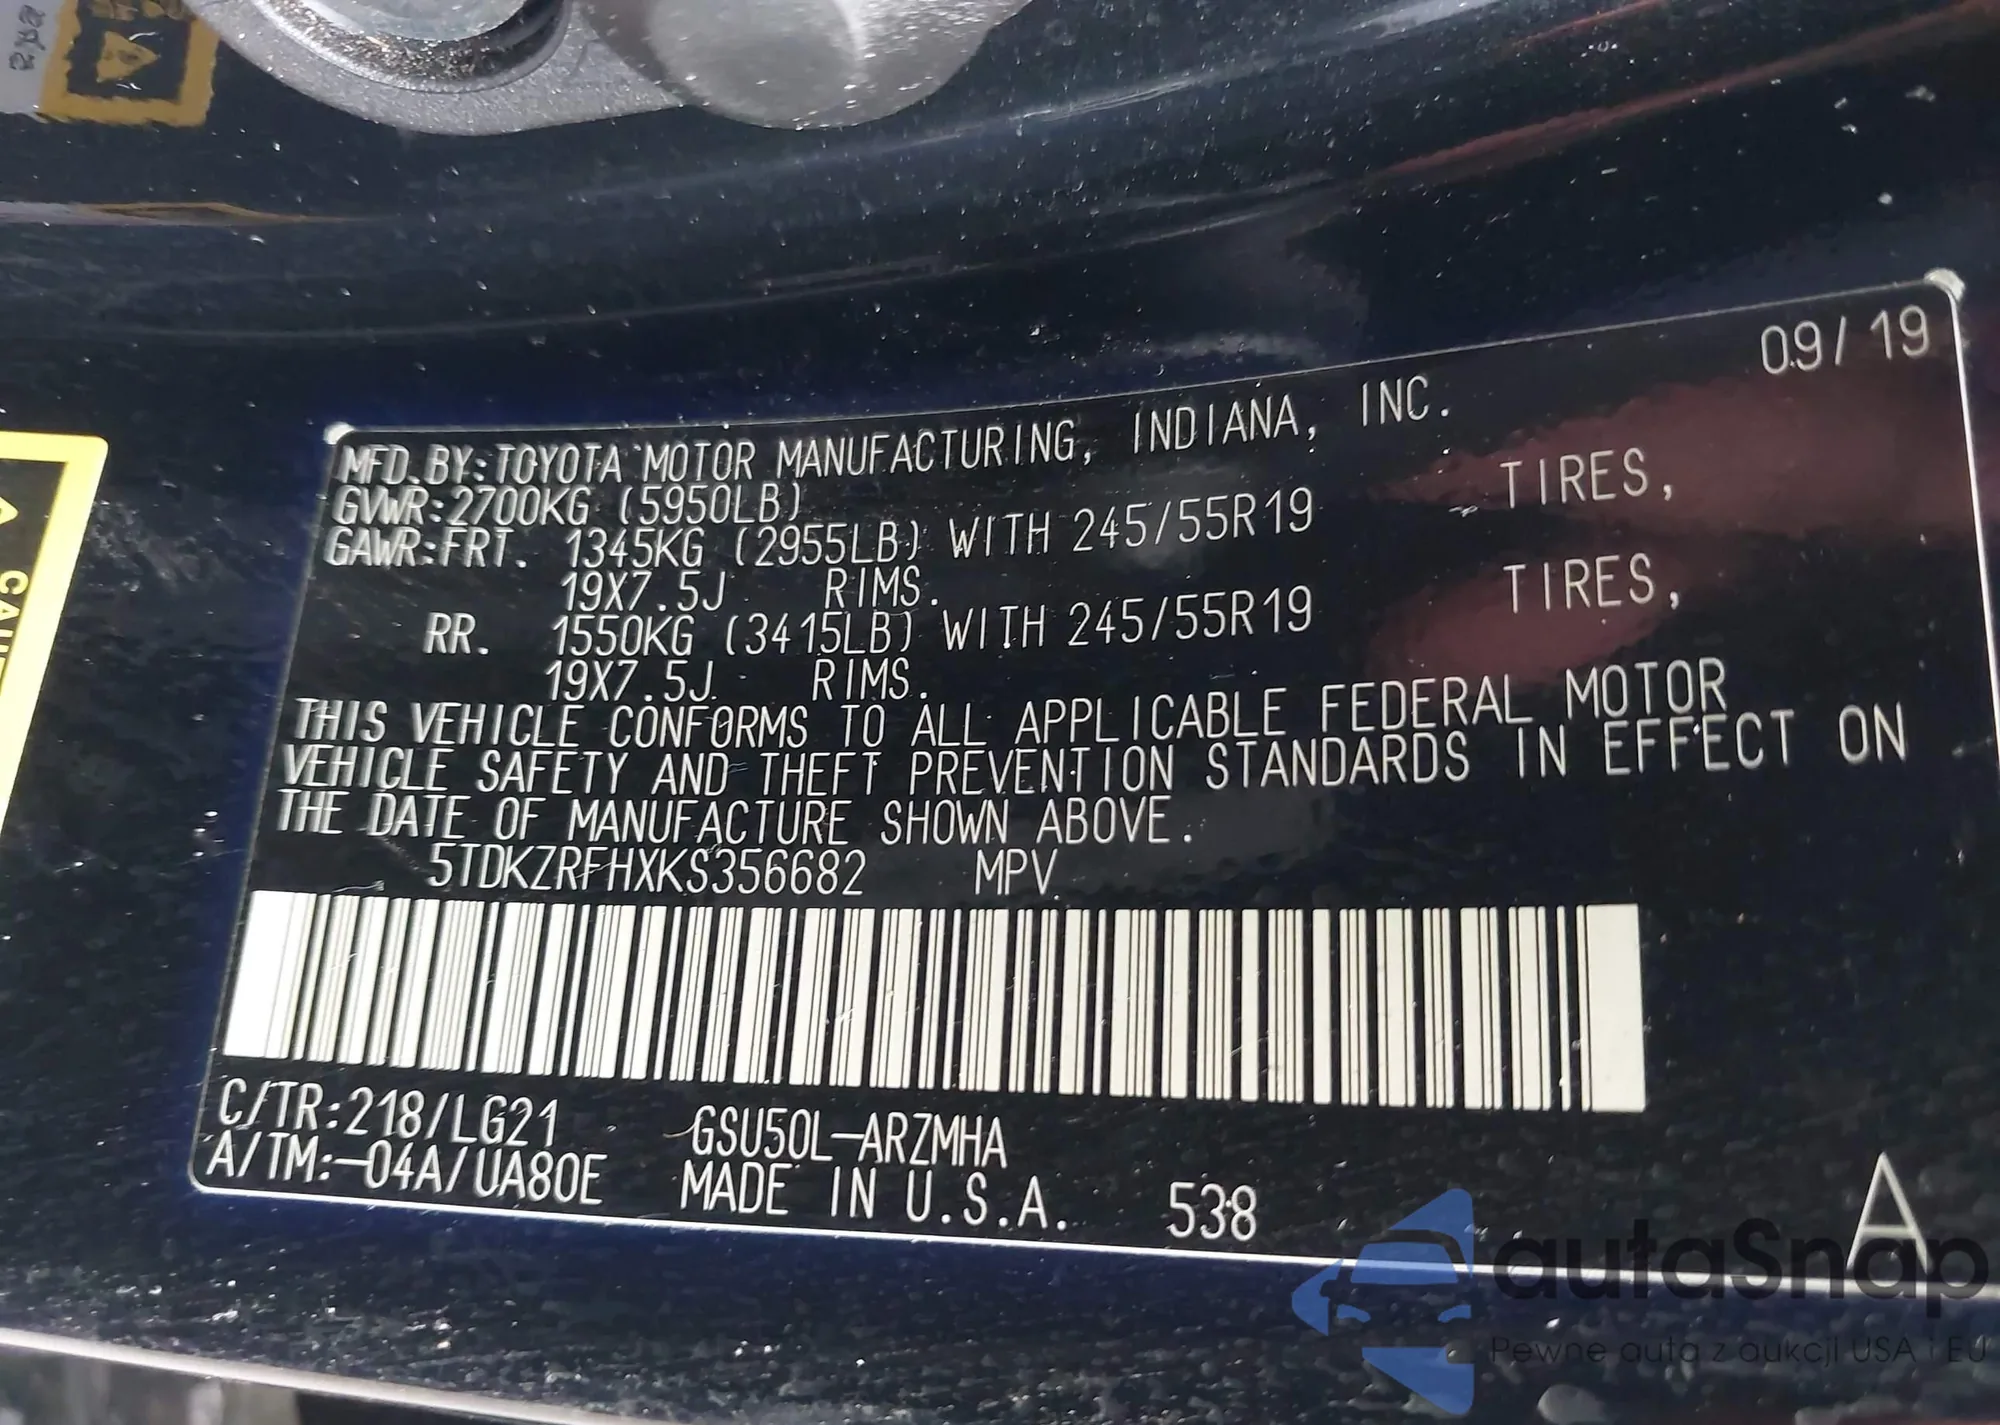 09/19
MFD.BY:TOYOTA MOTOR MANUFACTURING, INDIANA, INC.
GVWR:2700KG (5950LB)
GAWR:FRT. 1345KG (2955LB) WITH 245/55R19 TIRES,
19X7.5J RIMS.
RR. 1550KG (3415LB) WITH 245/55R19 TIRES,
19X7.5J RIMS.
THIS VEHICLE CONFORMS TO ALL APPLICABLE FEDERAL MOTOR
VEHICLE SAFETY AND THEFT PREVENTION STANDARDS IN EFFECT ON
THE DATE OF MANUFACTURE SHOWN ABOVE.
5TDKZRFHXKS356682 MPV
C/TR:218/LG21 GSU50L-ARZMHA
A/TM:-04A/UA80E MADE IN U.S.A. 538
A
autaSnap
Pewne auta z aukcji USA i EU